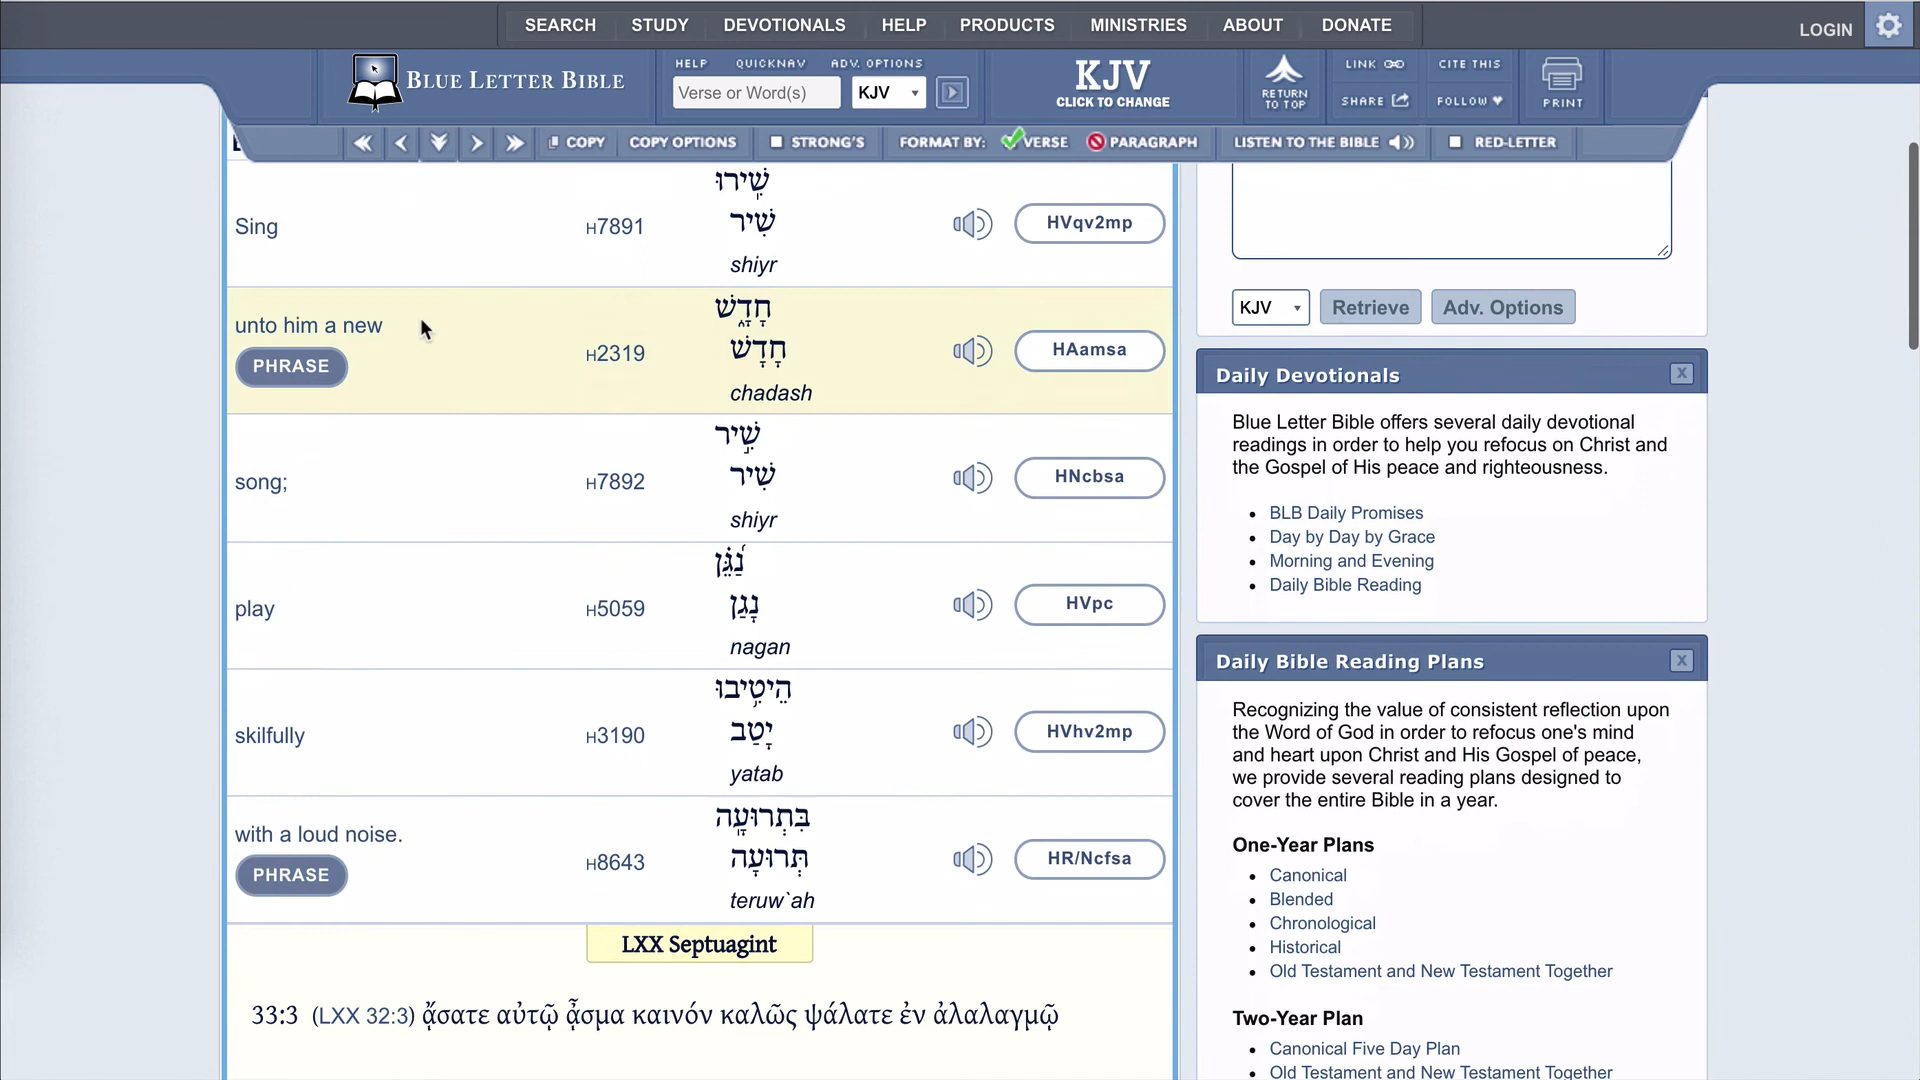 SEARCH STUDY DEVOTIONALS HELP PRODUCTS MINISTRIES ABOUT DONATE
LOGIN
BLUE LETTER BIBLE
HELP QUICKNAV ADV. OPTIONS
Verse or Word(s) KJV
KJV
CLICK TO CHANGE
RETURN
TO TOP
LINK
SHARE
CITE THIS
FOLLOW
PRINT
COPY COPY OPTIONS STRONG'S FORMAT BY: VERSE PARAGRAPH LISTEN TO THE BIBLE RED-LETTER
שִֽׁירוּ
Sing H7891 שִׁיר HVqv2mp
shiyr
חָדָ֑שׁ
unto him a new
PHRASE
H2319 חָדָשׁ HAamsa
chadash
שִׁ֣יר
song; H7892 שִׁיר HNcbsa
shiyr
נַ֝גֵּ֗ן
play H5059 נָגַן HVpc
nagan
הֵיטִ֥יבוּ
skilfully H3190 יָטַב HVhv2mp
yatab
בִּתְרוּעָֽה
with a loud noise.
PHRASE
H8643 תְּרוּעָה HR/Ncfsa
teruw`ah
LXX Septuagint
33:3 (LXX 32:3) ᾄσατε αὐτῷ ᾆσμα καινόν καλῶς ψάλατε ἐν ἀλαλαγμῷ
KJV Retrieve Adv. Options
Daily Devotionals X
Blue Letter Bible offers several daily devotional
readings in order to help you refocus on Christ and
the Gospel of His peace and righteousness.
BLB Daily Promises
Day by Day by Grace
Morning and Evening
Daily Bible Reading
Daily Bible Reading Plans X
Recognizing the value of consistent reflection upon
the Word of God in order to refocus one's mind
and heart upon Christ and His Gospel of peace,
we provide several reading plans designed to
cover the entire Bible in a year.
One-Year Plans
Canonical
Blended
Chronological
Historical
Old Testament and New Testament Together
Two-Year Plan
Canonical Five Day Plan
Old Testament and New Testament Together